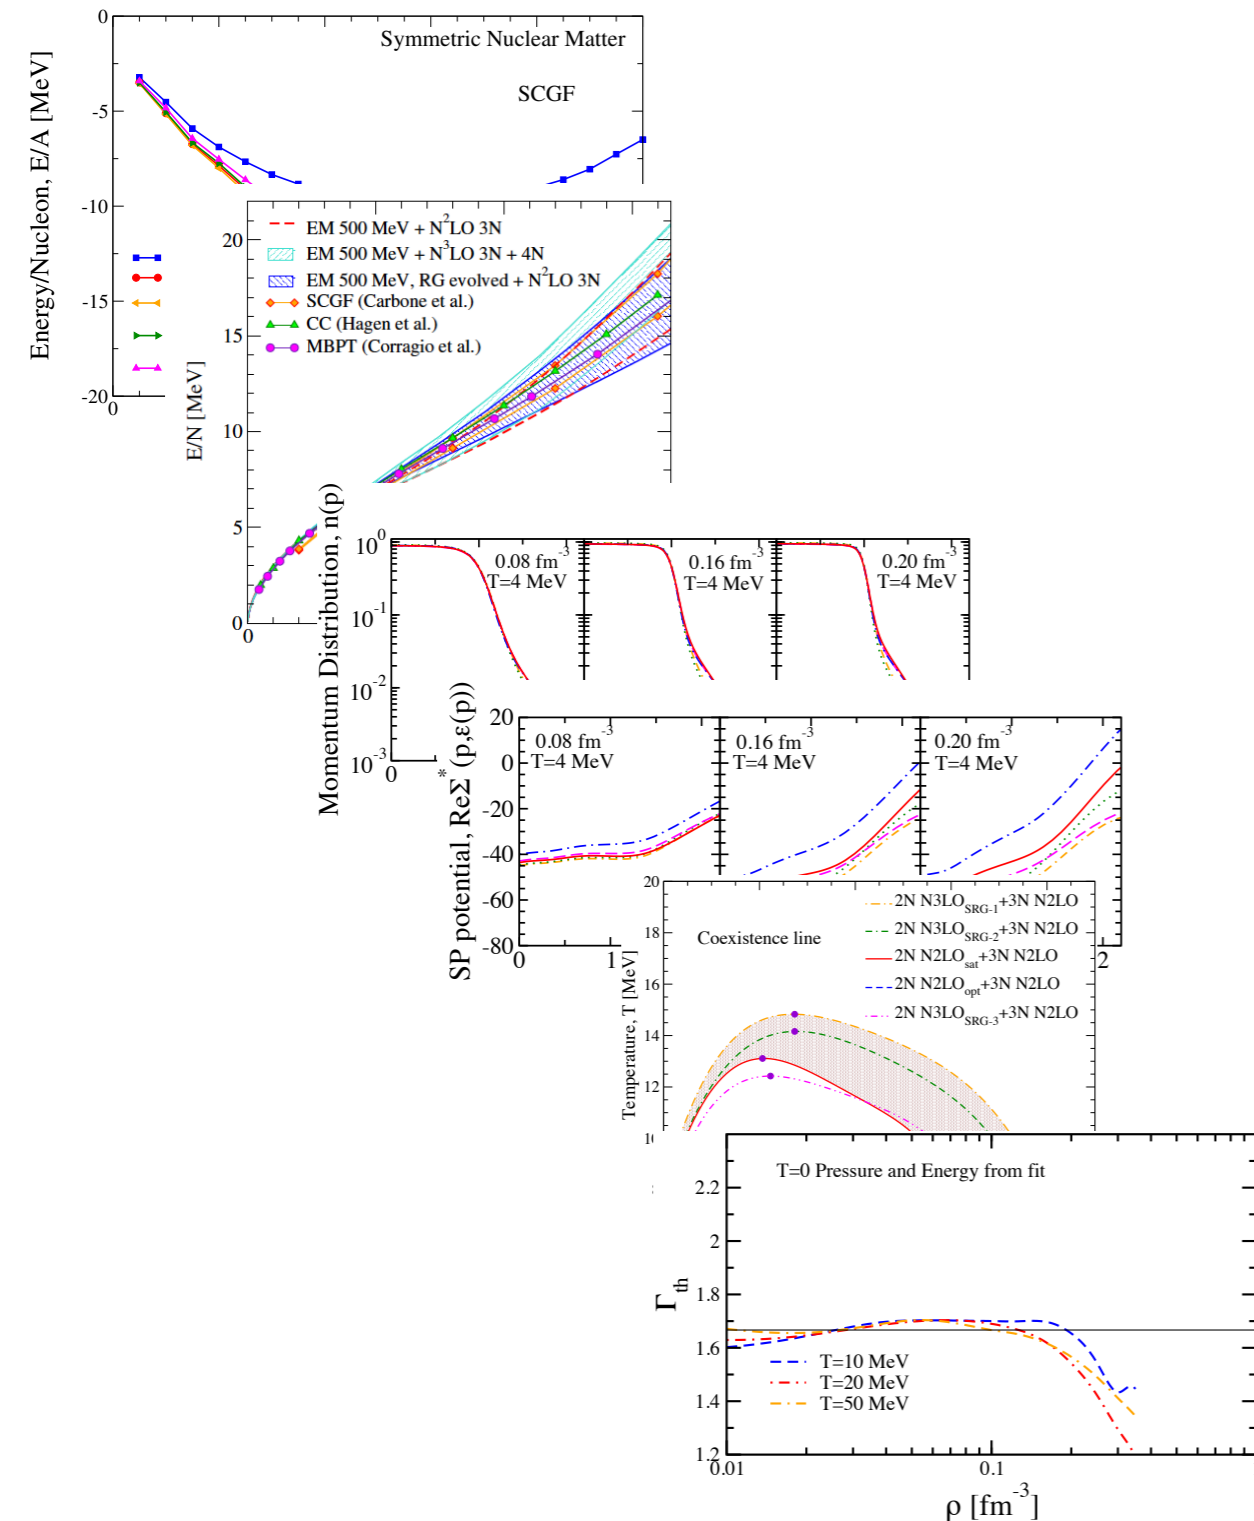 0
Symmetric Nuclear Matter
SCGF
Energy/Nucleon, E/A [MeV]
-5
-10
-15
-20
0
EM 500 MeV + N²LO 3N
EM 500 MeV + N³LO 3N + 4N
EM 500 MeV, RG evolved + N²LO 3N
SCGF (Carbone et al.)
CC (Hagen et al.)
MBPT (Corragio et al.)
E/N [MeV]
20
15
10
5
0
0
Momentum Distribution, n(p)
10⁰
10⁻¹
10⁻²
10⁻³
0
0.08 fm⁻³
T=4 MeV
0.16 fm⁻³
T=4 MeV
0.20 fm⁻³
T=4 MeV
SP potential, ReΣ* (p,ε(p))
20
0
-20
-40
-60
-80
0
1
2
0.08 fm⁻³
T=4 MeV
0.16 fm⁻³
T=4 MeV
0.20 fm⁻³
T=4 MeV
Temperature, T [MeV]
20
18
16
14
12
Coexistence line
2N N3LO_SRG-1+3N N2LO
2N N3LO_SRG-2+3N N2LO
2N N2LO_sat+3N N2LO
2N N2LO_opt+3N N2LO
2N N3LO_SRG-3+3N N2LO
T=0 Pressure and Energy from fit
Γ_th
2.2
2
1.8
1.6
1.4
1.2
T=10 MeV
T=20 MeV
T=50 MeV
0.01
0.1
ρ [fm⁻³]